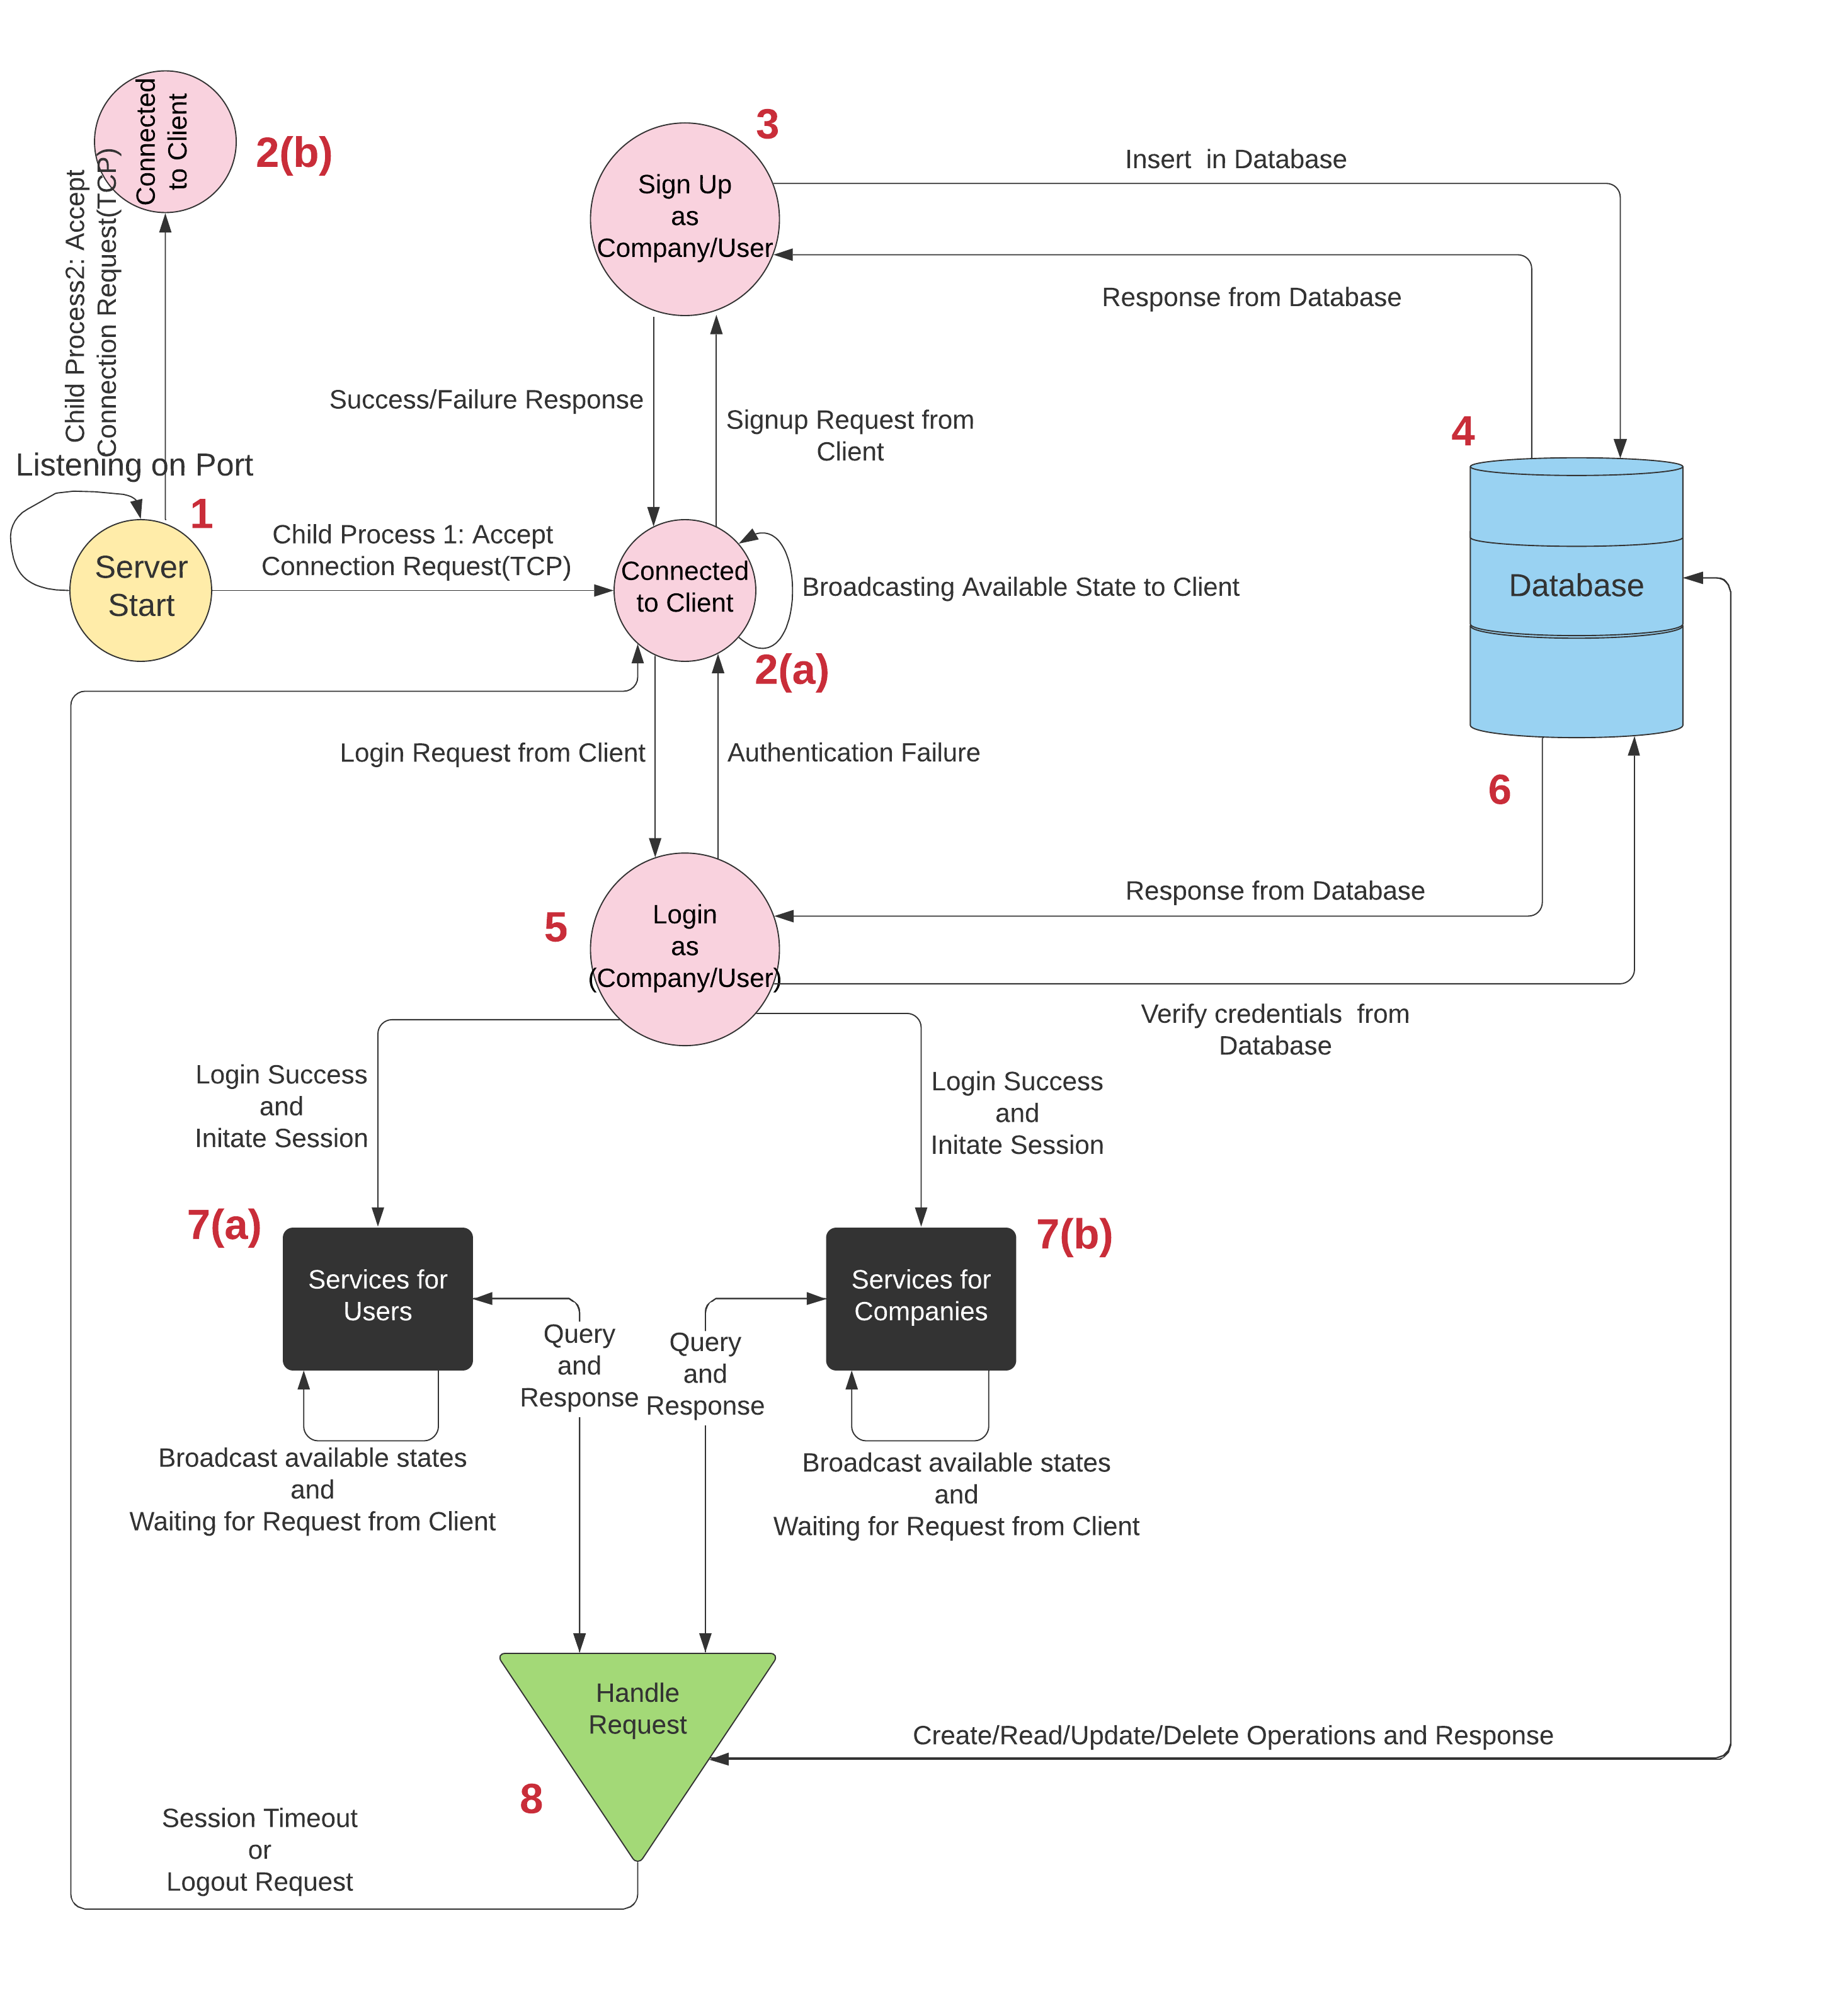 Connected
to Client
2(b)
Child Process2: Accept
Connection Request(TCP)
Listening on Port
1
Server
Start
Child Process 1: Accept
Connection Request(TCP)
3
Sign Up
as
Company/User
Insert  in Database
Response from Database
Success/Failure Response
Signup Request from
Client
4
Database
Connected
to Client
Broadcasting Available State to Client
2(a)
Login Request from Client
Authentication Failure
6
5
Login
as
(Company/User)
Response from Database
Verify credentials  from
Database
Login Success
and
Initate Session
Login Success
and
Initate Session
7(a)
Services for
Users
7(b)
Services for
Companies
Query
and
Response
Query
and
Response
Broadcast available states
and
Waiting for Request from Client
Broadcast available states
and
Waiting for Request from Client
Handle
Request
Create/Read/Update/Delete Operations and Response
8
Session Timeout
or
Logout Request